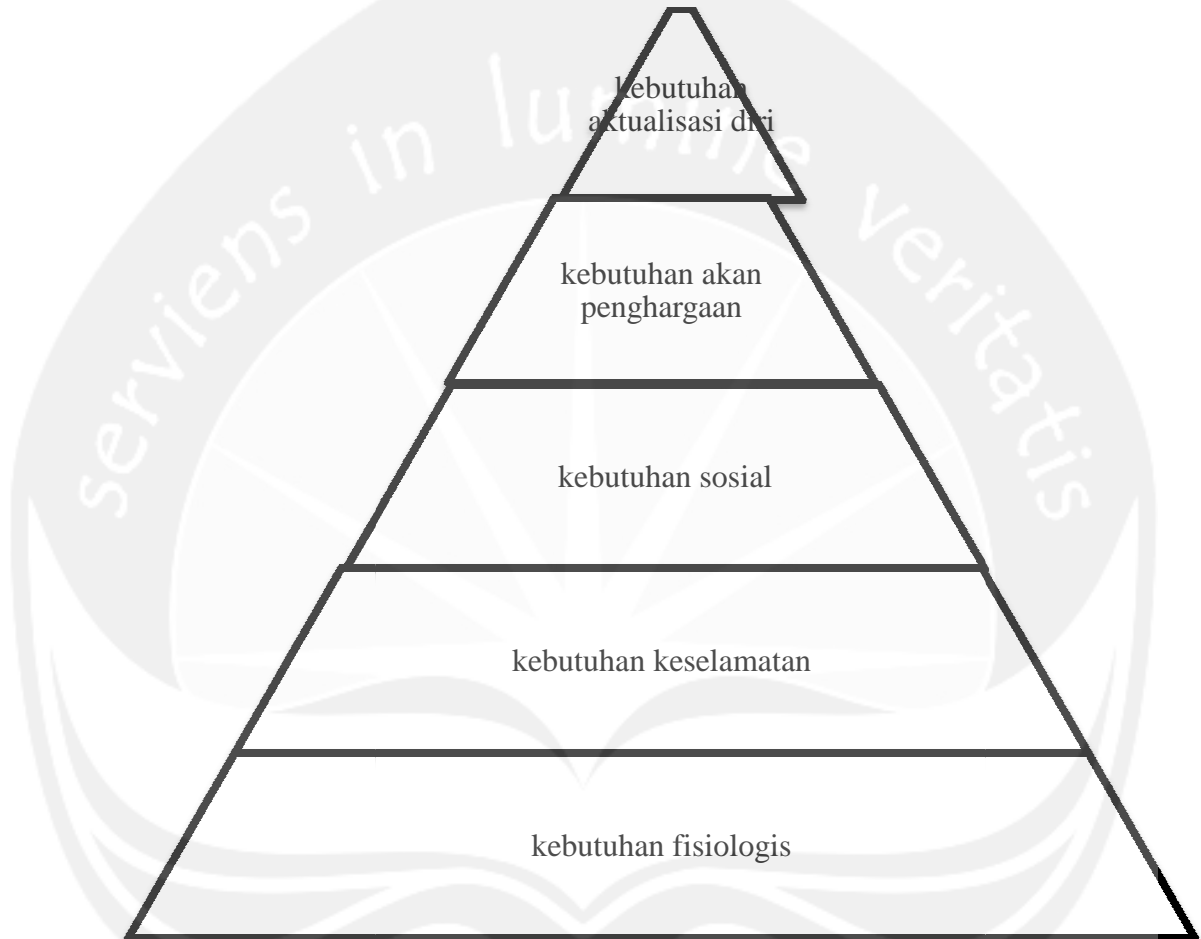 serviens in lumine veritatis
kebutuhan
aktualisasi diri
kebutuhan akan
penghargaan
kebutuhan sosial
kebutuhan keselamatan
kebutuhan fisiologis